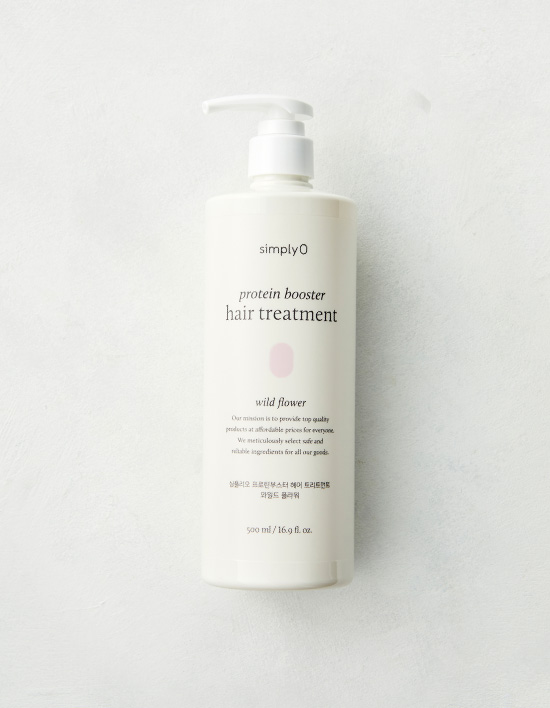 simplyO
protein booster
hair treatment
wild flower
Our mission is to provide top quality
products at affordable prices for everyone.
We meticulously select safe and
reliable ingredients for all our goods.
심플리오 프로틴부스터 헤어 트리트먼트
와일드 플라워
500 ml / 16.9 fl. oz.